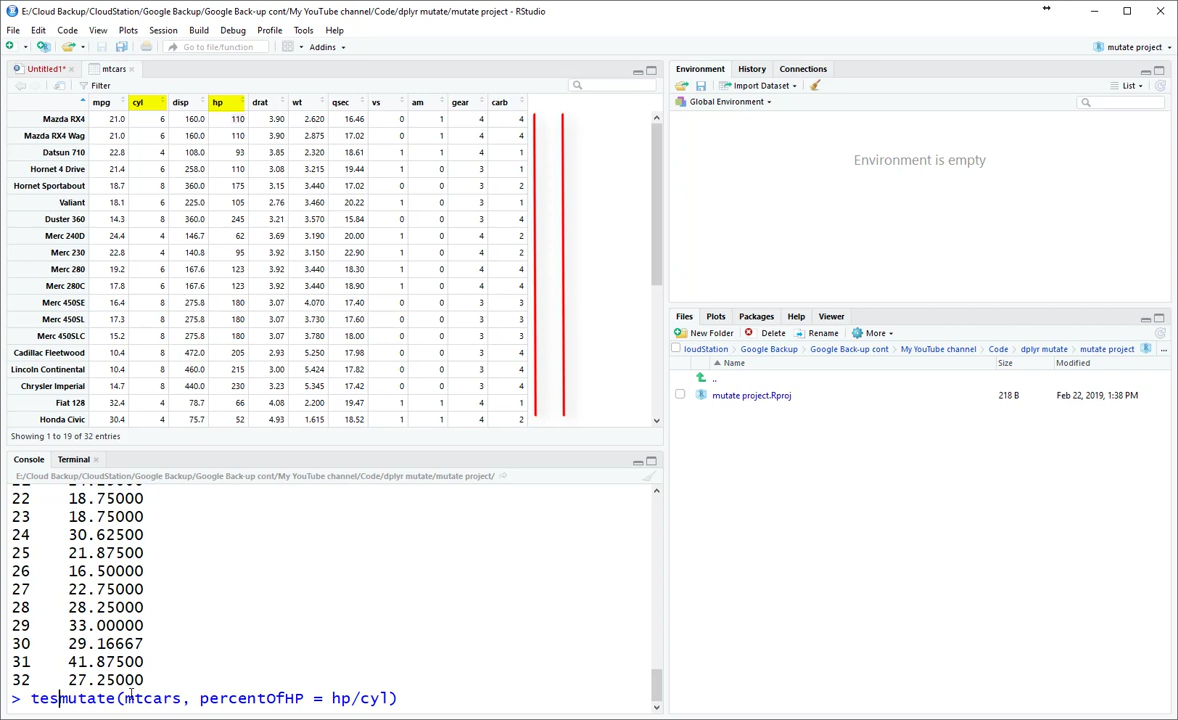 E:/Cloud Backup/CloudStation/Google Backup/Google Back-up cont/My YouTube channel/Code/dplyr mutate/mutate project - RStudio
File Edit Code View Plots Session Build Debug Profile Tools Help
Go to file/function Addins mutate project
Untitled1* mtcars
Filter
mpg cyl disp hp drat wt qsec vs am gear carb
Mazda RX4 21.0 6 160.0 110 3.90 2.620 16.46 0 1 4 4
Mazda RX4 Wag 21.0 6 160.0 110 3.90 2.875 17.02 0 1 4 4
Datsun 710 22.8 4 108.0 93 3.85 2.320 18.61 1 1 4 1
Hornet 4 Drive 21.4 6 258.0 110 3.08 3.215 19.44 1 0 3 1
Hornet Sportabout 18.7 8 360.0 175 3.15 3.440 17.02 0 0 3 2
Valiant 18.1 6 225.0 105 2.76 3.460 20.22 1 0 3 1
Duster 360 14.3 8 360.0 245 3.21 3.570 15.84 0 0 3 4
Merc 240D 24.4 4 146.7 62 3.69 3.190 20.00 1 0 4 2
Merc 230 22.8 4 140.8 95 3.92 3.150 22.90 1 0 4 2
Merc 280 19.2 6 167.6 123 3.92 3.440 18.30 1 0 4 4
Merc 280C 17.8 6 167.6 123 3.92 3.440 18.90 1 0 4 4
Merc 450SE 16.4 8 275.8 180 3.07 4.070 17.40 0 0 3 3
Merc 450SL 17.3 8 275.8 180 3.07 3.730 17.60 0 0 3 3
Merc 450SLC 15.2 8 275.8 180 3.07 3.780 18.00 0 0 3 3
Cadillac Fleetwood 10.4 8 472.0 205 2.93 5.250 17.98 0 0 3 4
Lincoln Continental 10.4 8 460.0 215 3.00 5.424 17.82 0 0 3 4
Chrysler Imperial 14.7 8 440.0 230 3.23 5.345 17.42 0 0 3 4
Fiat 128 32.4 4 78.7 66 4.08 2.200 19.47 1 1 4 1
Honda Civic 30.4 4 75.7 52 4.93 1.615 18.52 1 1 4 2
Showing 1 to 19 of 32 entries
Console Terminal
E:/Cloud Backup/CloudStation/Google Backup/Google Back-up cont/My YouTube channel/Code/dplyr mutate/mutate project/
22 18.75000
23 18.75000
24 30.62500
25 21.87500
26 16.50000
27 22.75000
28 28.25000
29 33.00000
30 29.16667
31 41.87500
32 27.25000
> tesmutate(mtcars, percentOfHP = hp/cyl)
Environment History Connections
Import Dataset List
Global Environment
Environment is empty
Files Plots Packages Help Viewer
New Folder Delete Rename More
loudStation Google Backup Google Back-up cont My YouTube channel Code dplyr mutate mutate project ...
Name Size Modified
..
mutate project.Rproj 218 B Feb 22, 2019, 1:38 PM